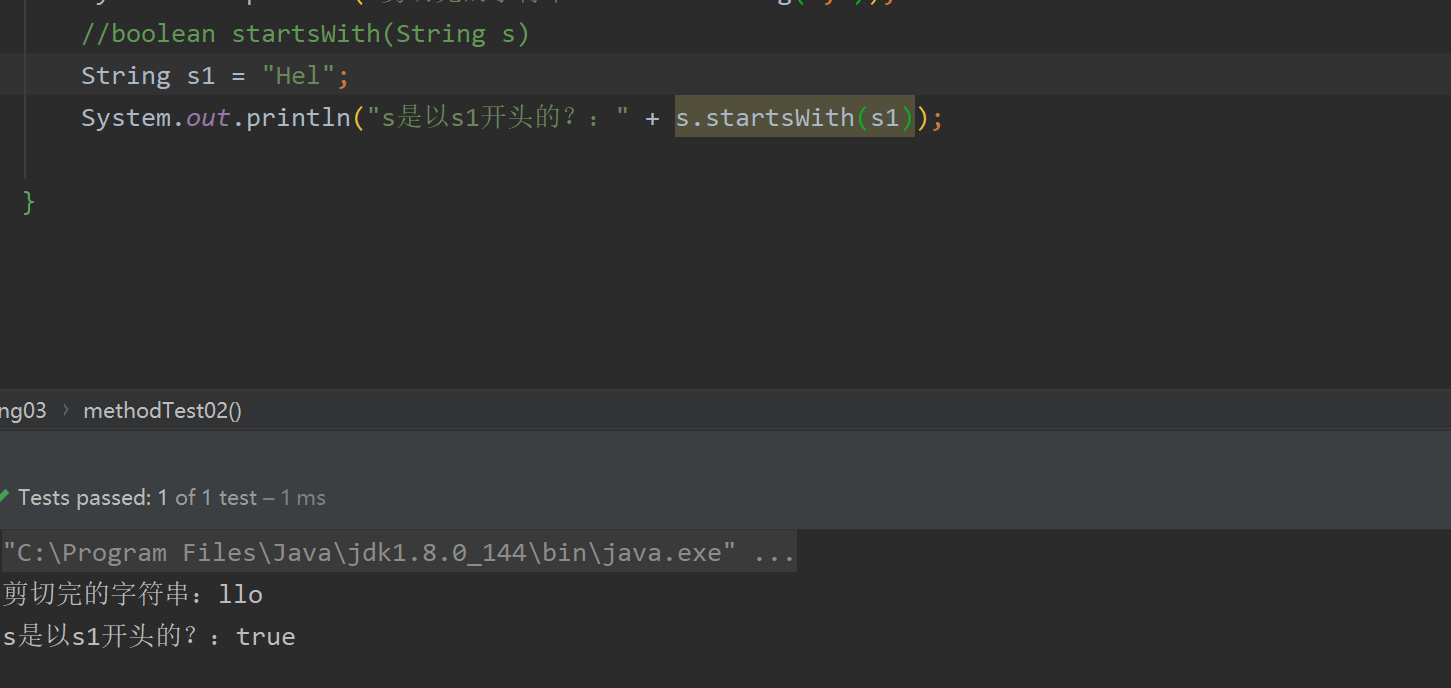 //boolean startsWith(String s)
String s1 = "Hel";
System.out.println("s是以s1开头的？：" + s.startsWith(s1));
}
ng03 › methodTest02()
Tests passed: 1 of 1 test – 1 ms
"C:\Program Files\Java\jdk1.8.0_144\bin\java.exe" ...
剪切完的字符串：llo
s是以s1开头的？：true